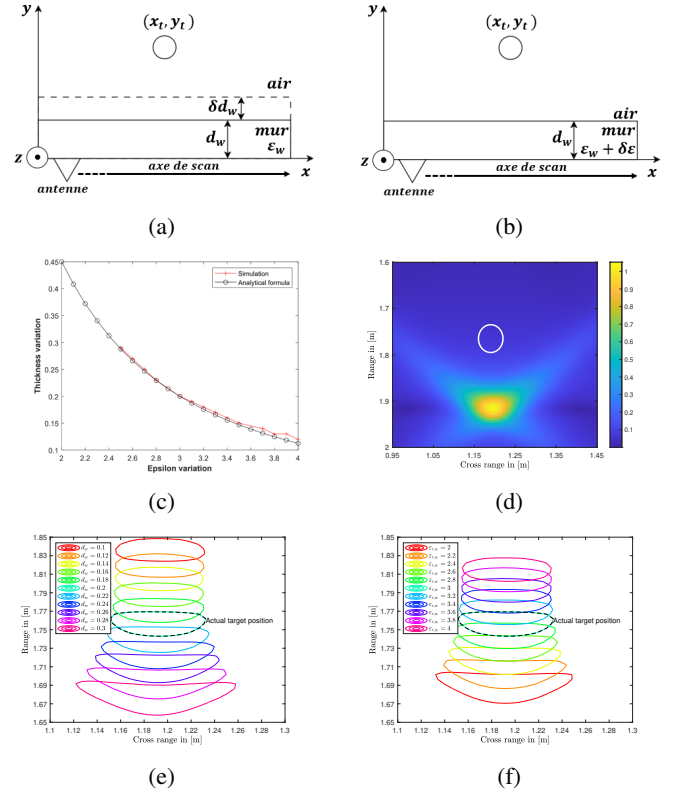 y
(x_t, y_t)
air
δd_w
d_w
mur
ε_w
z
axe de scan
x
antenne
(a)
y
(x_t, y_t)
air
d_w
mur
ε_w + δε
z
axe de scan
x
antenne
(b)
0.45
0.4
0.35
0.3
0.25
0.2
0.15
0.1
Thickness variation
Simulation
Analytical formula
2 2.2 2.4 2.6 2.8 3 3.2 3.4 3.6 3.8 4
Epsilon variation
(c)
1.6
1.7
1.8
1.9
2
Range in [m]
0.95 1.05 1.15 1.25 1.35 1.45
Cross range in [m]
1
0.9
0.8
0.7
0.6
0.5
0.4
0.3
0.2
0.1
(d)
1.85
1.83
1.81
1.79
1.77
1.75
1.73
1.71
1.69
1.67
1.65
Range in [m]
d_w = 0.1
d_w = 0.12
d_w = 0.14
d_w = 0.16
d_w = 0.18
d_w = 0.2
d_w = 0.22
d_w = 0.24
d_w = 0.26
d_w = 0.28
d_w = 0.3
Actual target position
1.1 1.12 1.14 1.16 1.18 1.2 1.22 1.24 1.26 1.28 1.3
Cross range in [m]
(e)
1.85
1.83
1.81
1.79
1.77
1.75
1.73
1.71
1.69
1.67
1.65
Range in [m]
= 2
= 2.2
= 2.4
= 2.6
= 2.8
= 3
= 3.2
= 3.4
= 3.6
= 3.8
= 4
Actual target position
1.1 1.12 1.14 1.16 1.18 1.2 1.22 1.24 1.26 1.28 1.3
Cross range in [m]
(f)